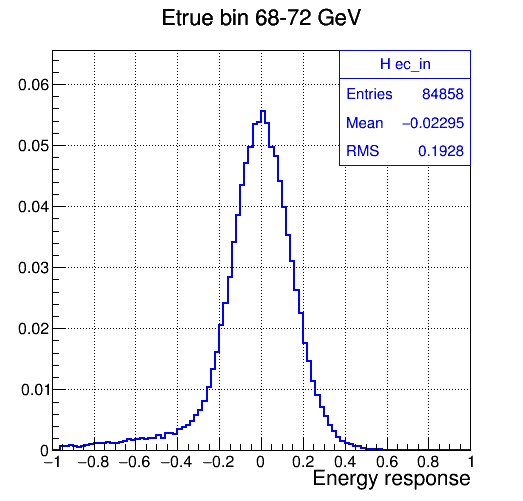 Etrue bin 68-72 GeV
H ec_in
Entries 84858
Mean −0.02295
RMS 0.1928
0.06
0.05
0.04
0.03
0.02
0.01
0
−1 −0.8 −0.6 −0.4 −0.2 0 0.2 0.4 0.6 0.8 1
Energy response